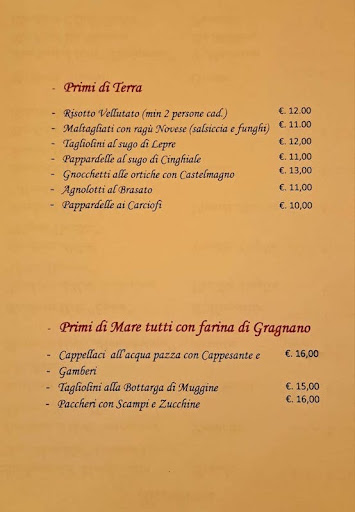 - Primi di Terra
- Risotto Vellutato (min 2 persone cad.) €. 12.00
- Maltagliati con ragù Novese (salsiccia e funghi) €. 11.00
- Tagliolini al sugo di Lepre €. 12,00
- Pappardelle al sugo di Cinghiale €. 11,00
- Gnocchetti alle ortiche con Castelmagno €. 13,00
- Agnolotti al Brasato €. 11,00
- Pappardelle ai Carciofi €. 10,00
- Primi di Mare tutti con farina di Gragnano
- Cappellaci all'acqua pazza con Cappesante e €. 16,00
- Gamberi
- Tagliolini alla Bottarga di Muggine €. 15,00
- Paccheri con Scampi e Zucchine €. 16,00